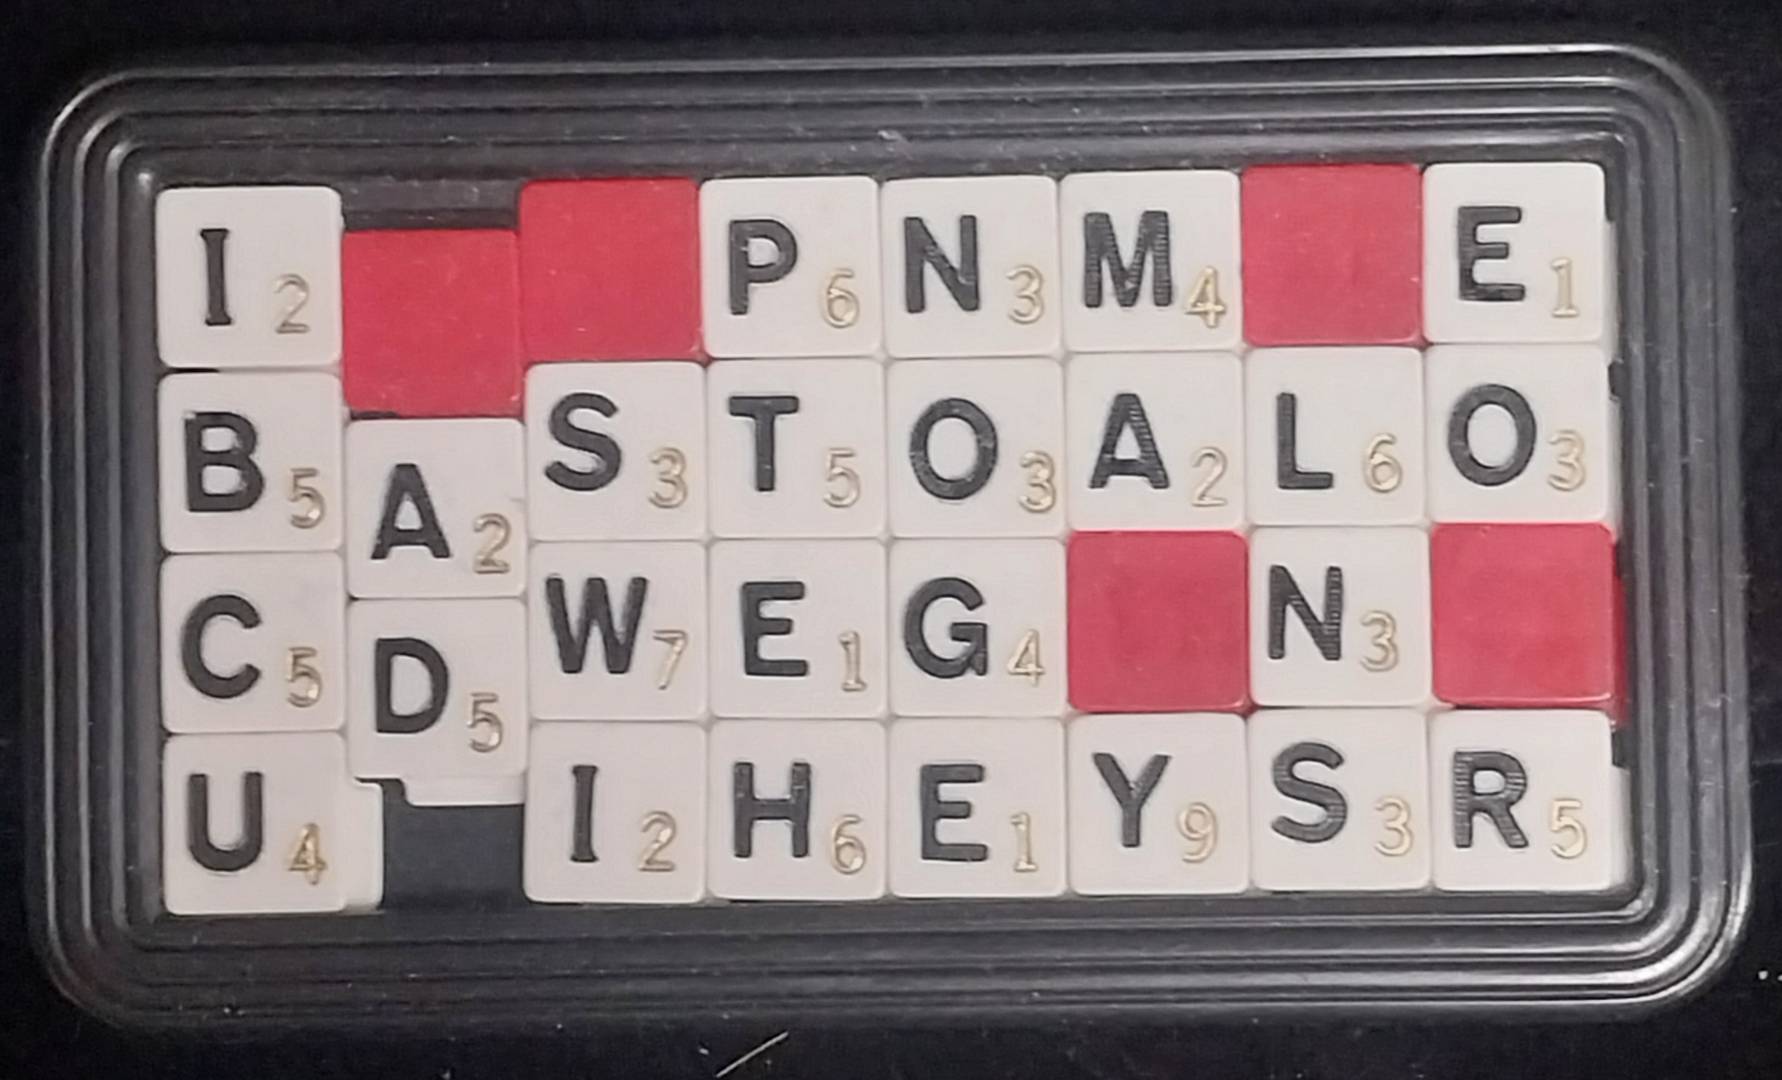 I2 P6 N3 M4 E1
B5 A2 S3 T5 O3 A2 L6 O3
C5 D5 W7 E1 G4 N3
U4 I2 H6 E1 Y9 S3 R5